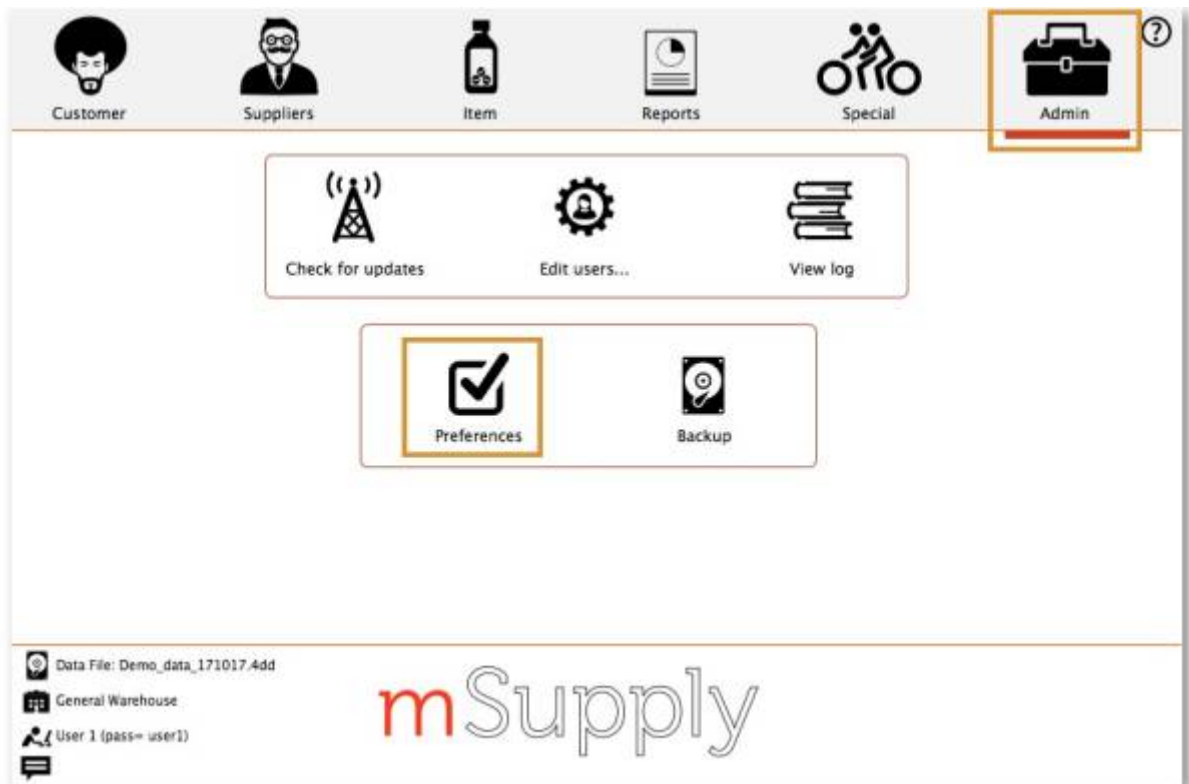 Customer
Suppliers
Item
Reports
Special
Admin
?
Check for updates
Edit users...
View log
Preferences
Backup
Data File: Demo_data_171017.4dd
General Warehouse
User 1 (pass= user1)
mSupply